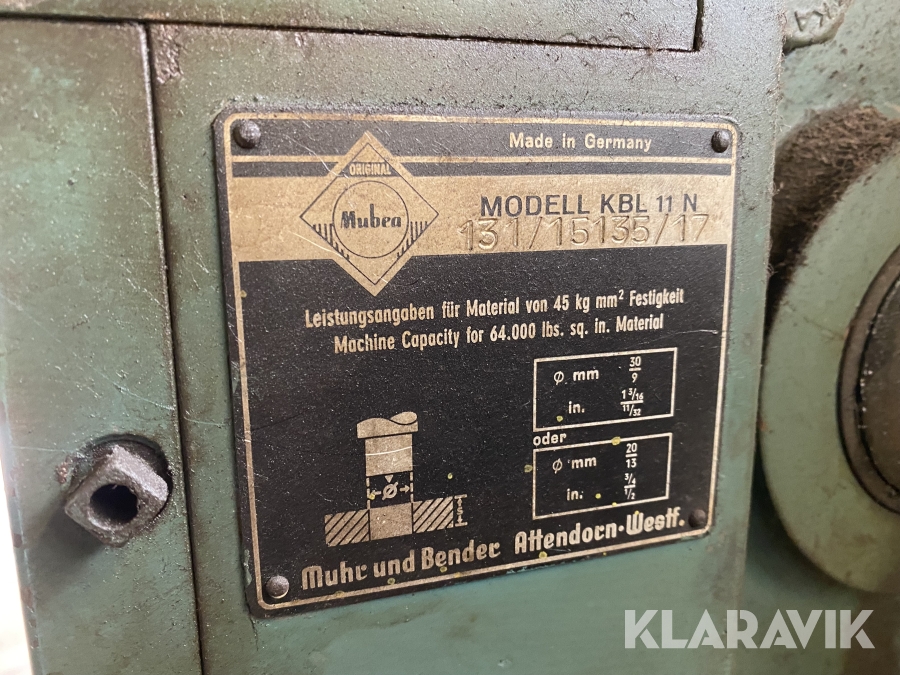 Made in Germany
ORIGINAL
Mubea
MODELL KBL 11 N
131/15135/17
Leistungsangaben für Material von 45 kg mm² Festigkeit
Machine Capacity for 64.000 lbs. sq. in. Material
Ø mm 30/9
in. 1 3/16 / 11/32
oder
Ø mm 20/13
in. 3/4 / 1/2
Ø
S
Muhr und Bender Attendorn-Westf.
KLARAVIK